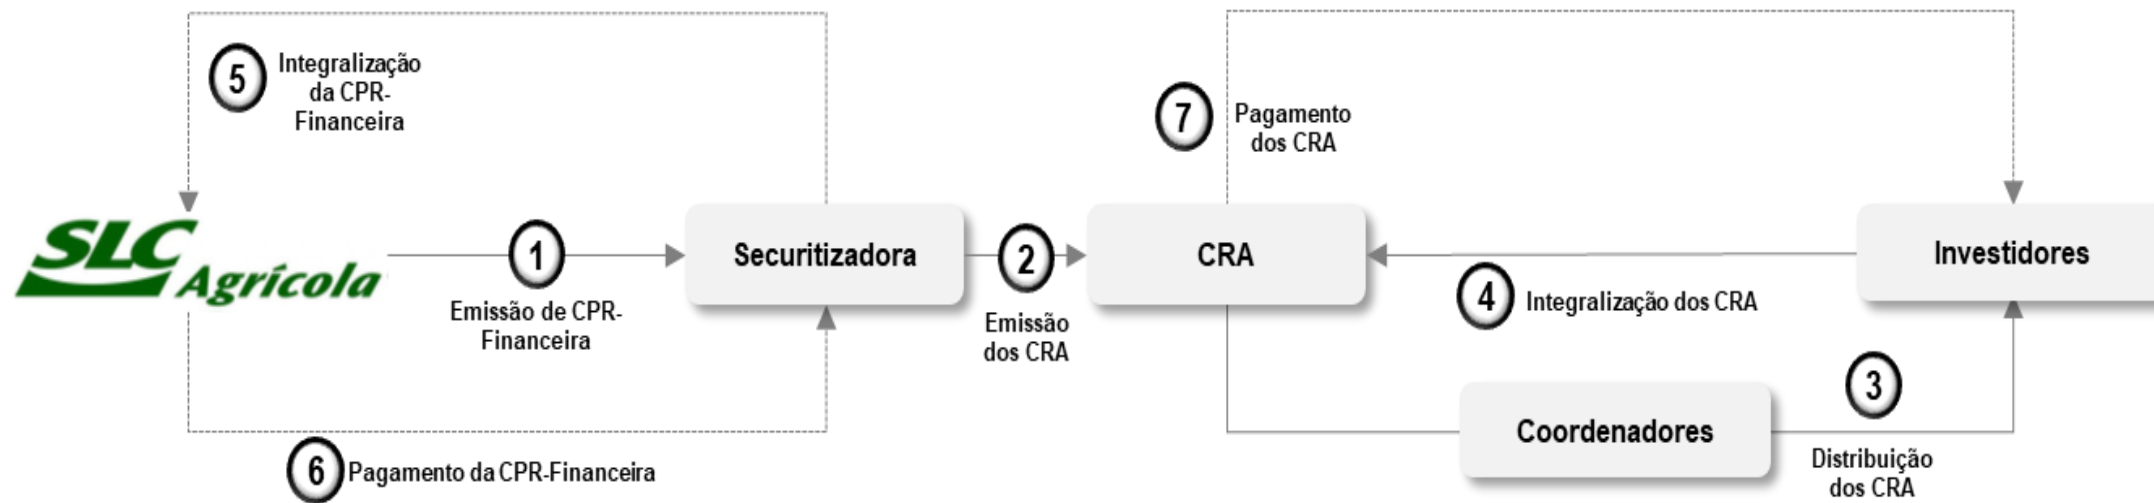 5
Integralização
da CPR-
Financeira
7
Pagamento
dos CRA
SLC
Agrícola
1
Emissão de CPR-
Financeira
Securitizadora
2
Emissão
dos CRA
CRA
4
Integralização dos CRA
Investidores
3
Coordenadores
Distribuição
dos CRA
6
Pagamento da CPR-Financeira